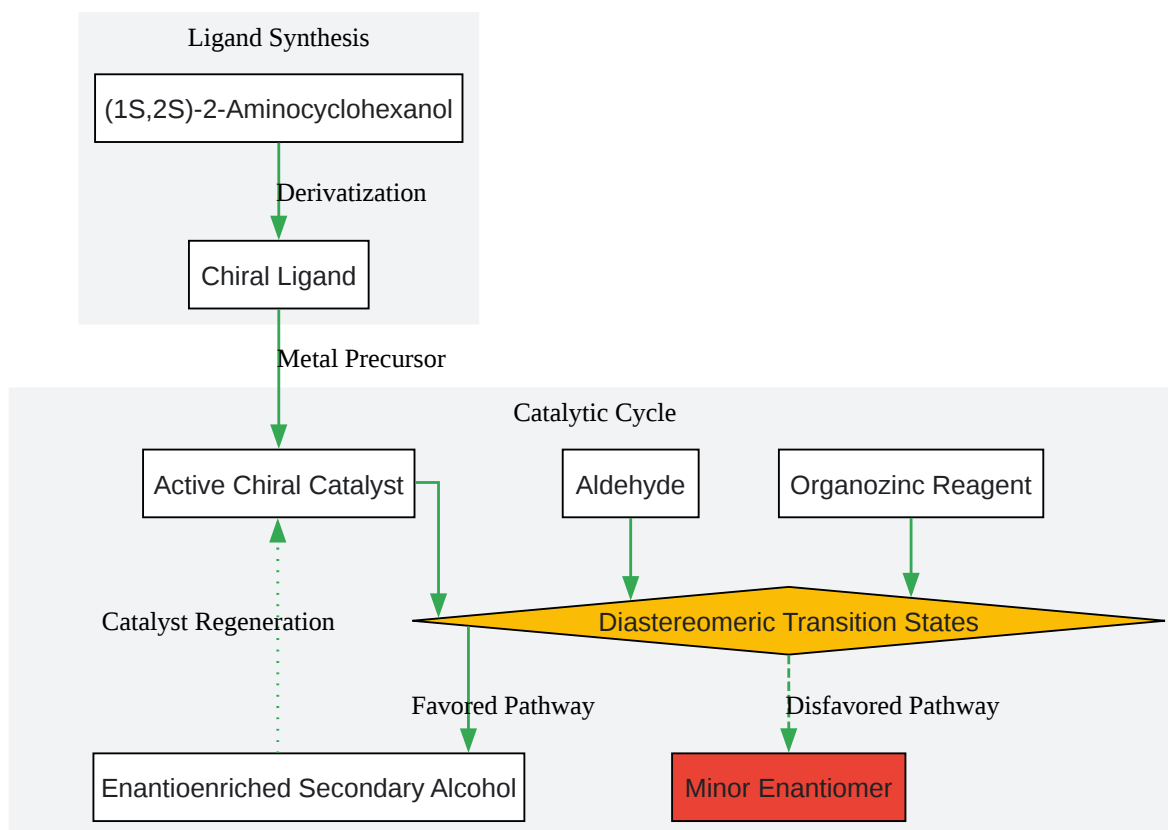 Ligand Synthesis
(1S,2S)-2-Aminocyclohexanol
Derivatization
Chiral Ligand
Metal Precursor
Catalytic Cycle
Active Chiral Catalyst
Aldehyde
Organozinc Reagent
Catalyst Regeneration
Diastereomeric Transition States
Favored Pathway
Disfavored Pathway
Enantioenriched Secondary Alcohol
Minor Enantiomer